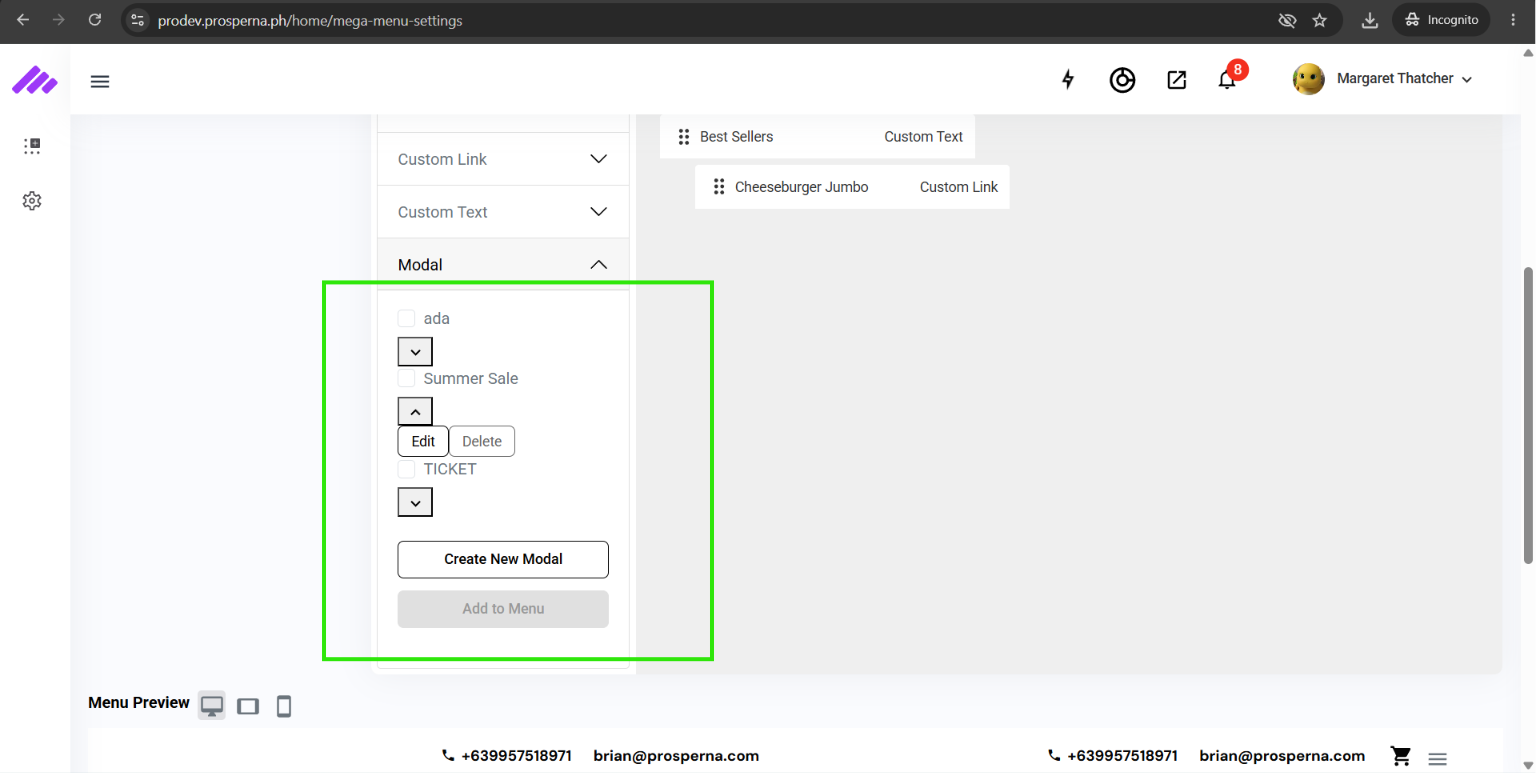 prodev.prosperna.ph/home/mega-menu-settings
Incognito
8
Margaret Thatcher
Best Sellers Custom Text
Custom Link
Cheeseburger Jumbo Custom Link
Custom Text
Modal
ada
Summer Sale
Edit Delete
TICKET
Create New Modal
Add to Menu
Menu Preview
+639957518971 brian@prosperna.com +639957518971 brian@prosperna.com